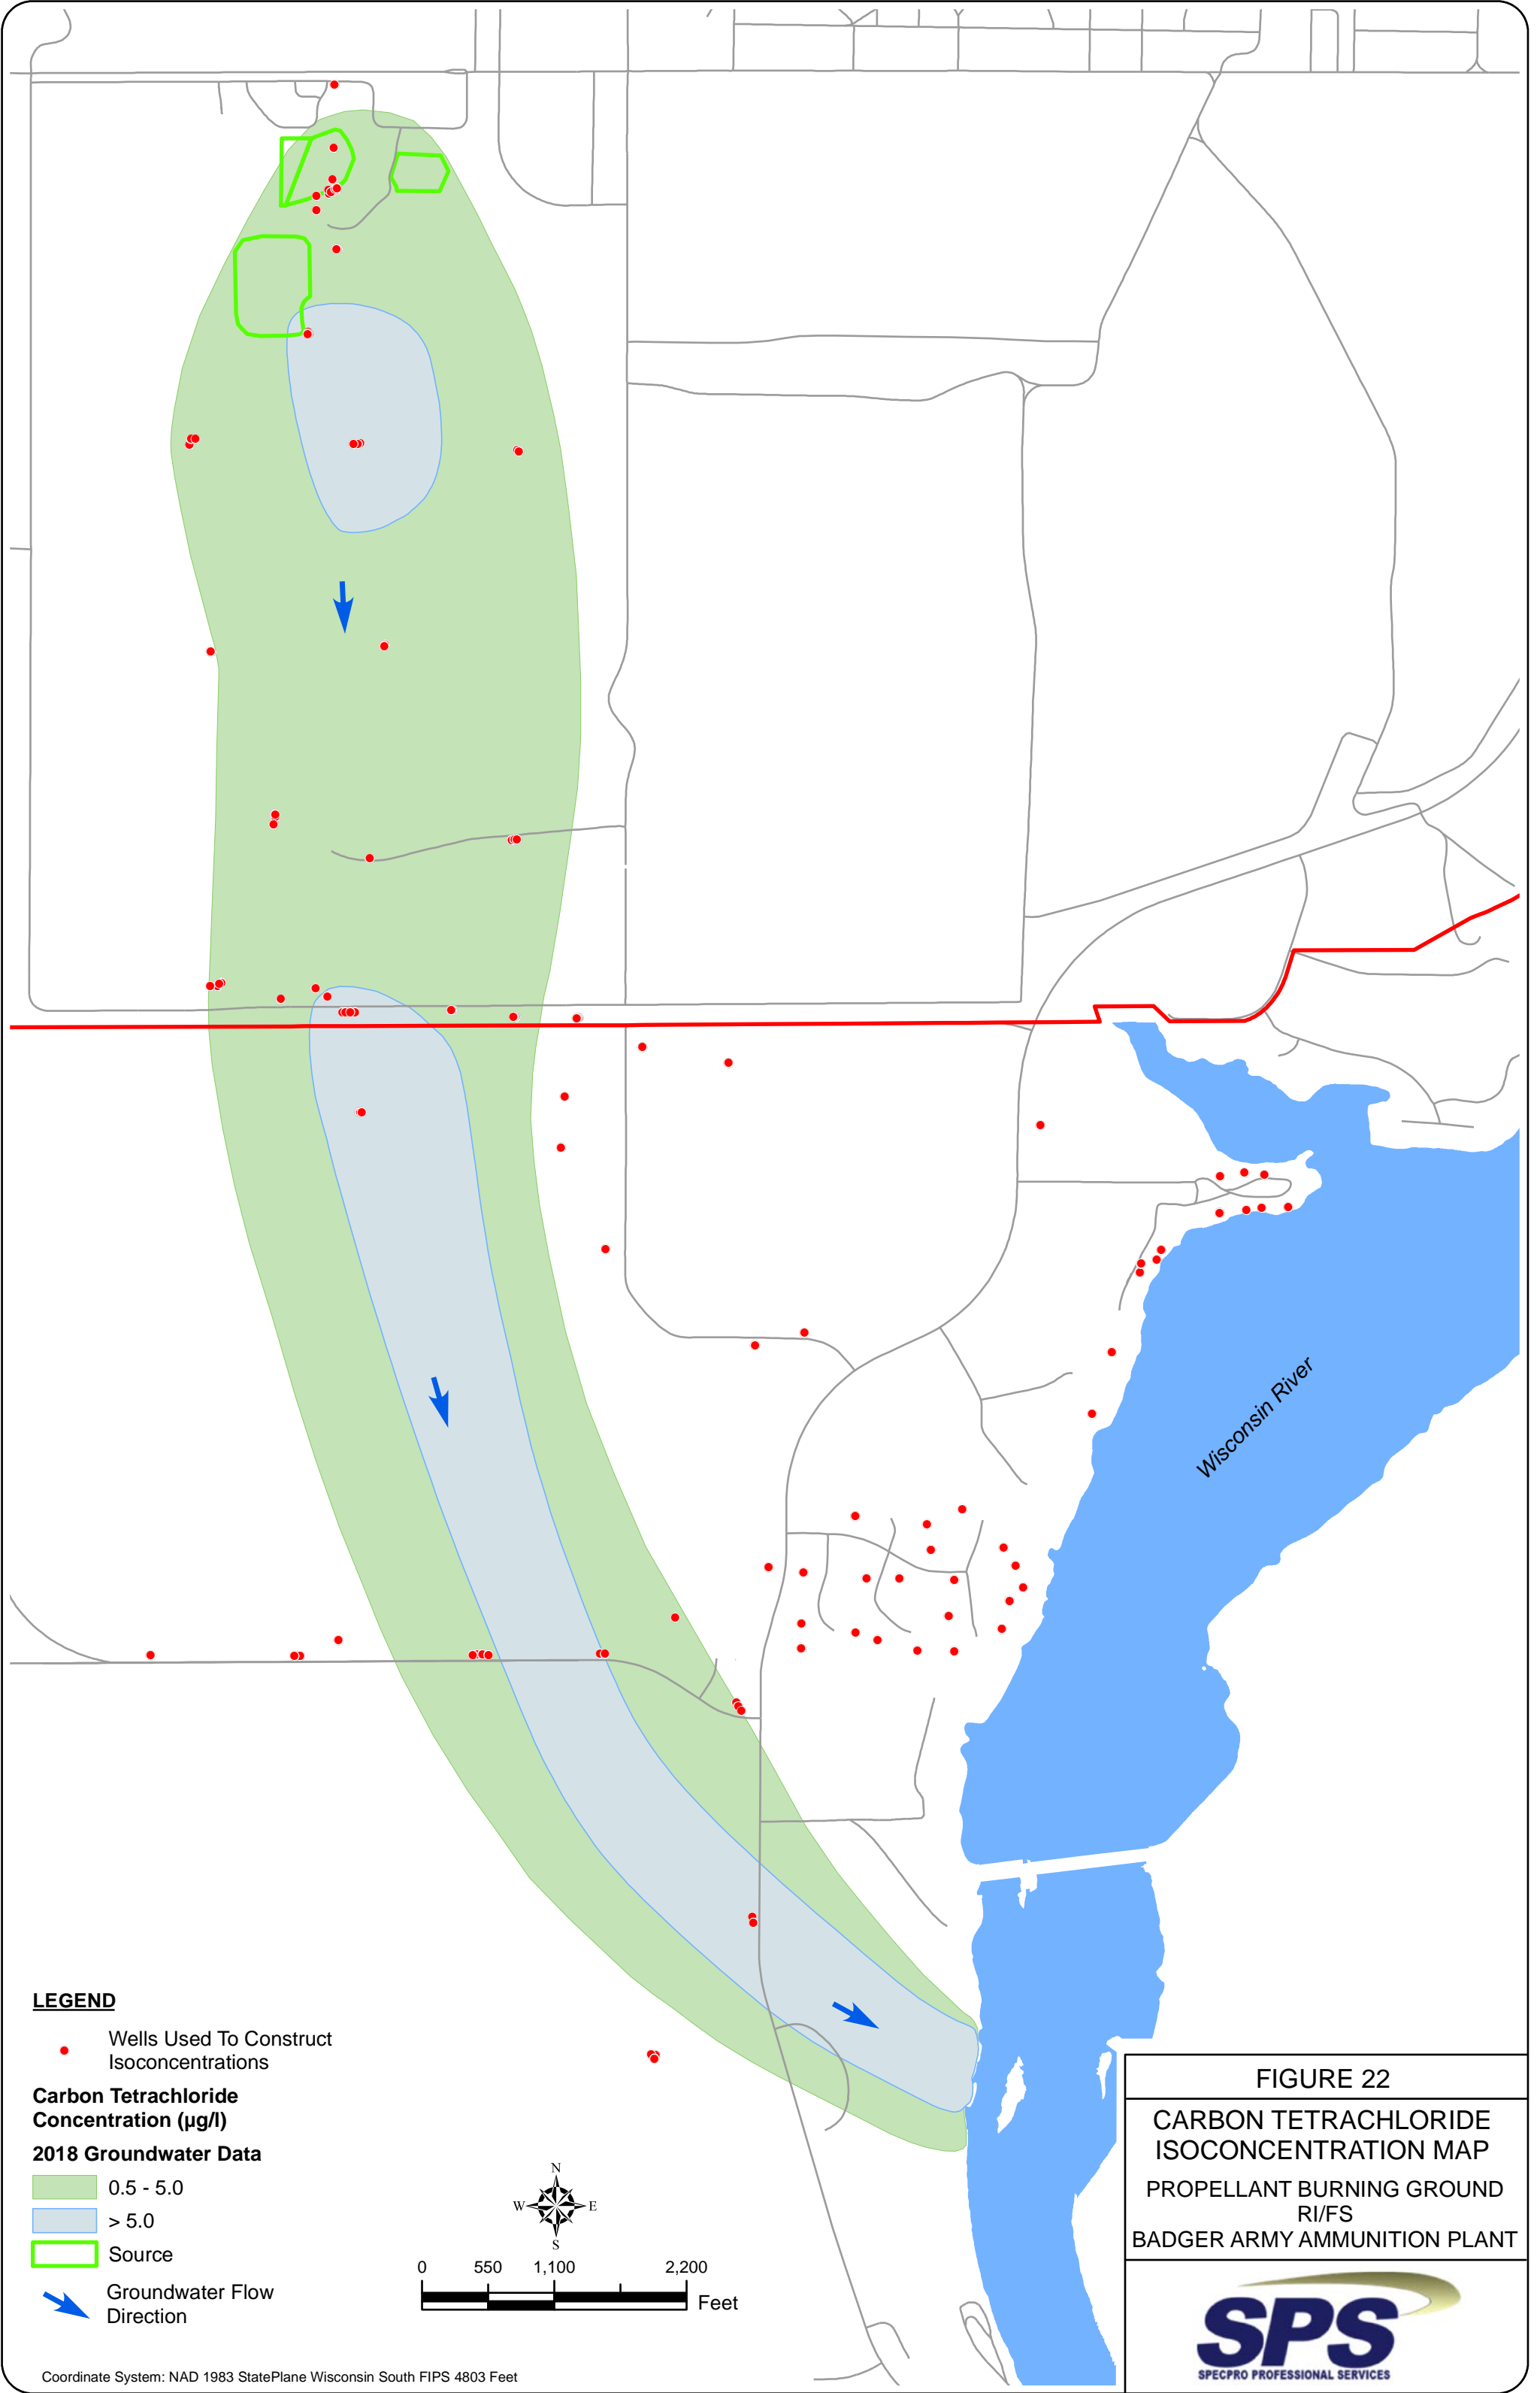 Wisconsin River
LEGEND
Wells Used To Construct
Isoconcentrations
Carbon Tetrachloride
Concentration (µg/l)
2018 Groundwater Data
0.5 - 5.0
> 5.0
Source
Groundwater Flow
Direction
N
W
E
S
0 550 1,100 2,200
Feet
Coordinate System: NAD 1983 StatePlane Wisconsin South FIPS 4803 Feet
FIGURE 22
CARBON TETRACHLORIDE
ISOCONCENTRATION MAP
PROPELLANT BURNING GROUND
RI/FS
BADGER ARMY AMMUNITION PLANT
SPS
SPECPRO PROFESSIONAL SERVICES